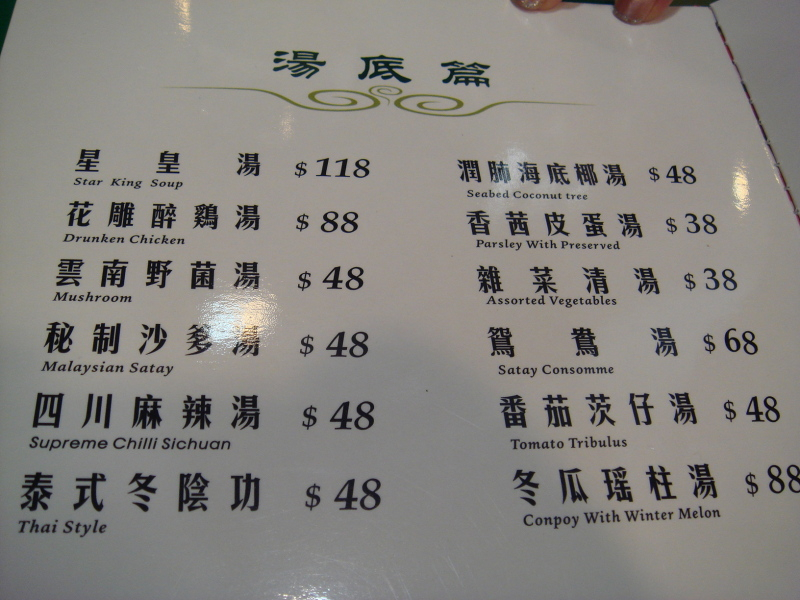 湯底篇
星皇湯 $118
Star King Soup
花雕醉鷄湯 $88
Drunken Chicken
雲南野菌湯 $48
Mushroom
秘制沙爹湯 $48
Malaysian Satay
四川麻辣湯 $48
Supreme Chilli Sichuan
泰式冬陰功 $48
Thai Style
潤肺海底椰湯 $48
Seabed Coconut tree
香茜皮蛋湯 $38
Parsley With Preserved
雜菜清湯 $38
Assorted Vegetables
鴛鴦湯 $68
Satay Consomme
番茄茨仔湯 $48
Tomato Tribulus
冬瓜瑶柱湯 $88
Conpoy With Winter Melon